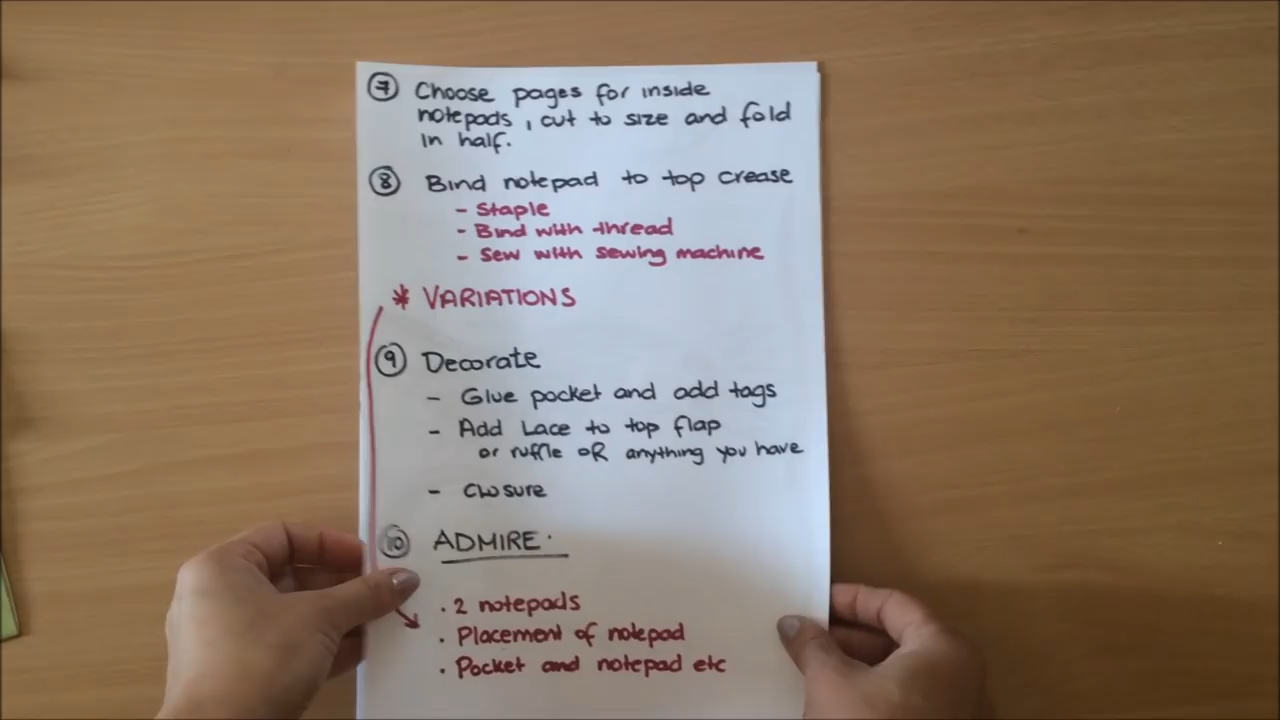 7 Choose pages for inside
notepads, cut to size and fold
in half.
8 Bind notepad to top crease
- Staple
- Bind with thread
- Sew with sewing machine
* VARIATIONS
9 Decorate
- Glue pocket and add tags
- Add Lace to top flap
or ruffle OR anything you have
- Closure
10 ADMIRE.
. 2 notepads
. Placement of notepad
. Pocket and notepad etc